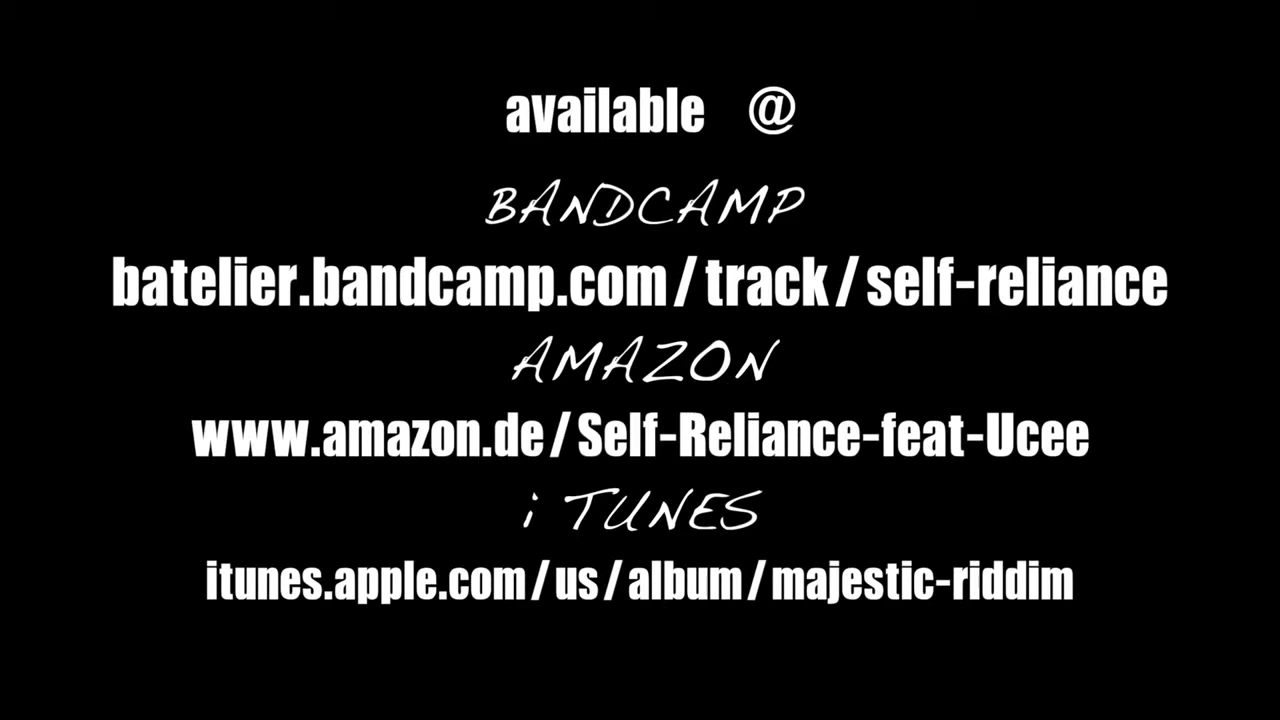 available @
BANDCAMP
batelier.bandcamp.com/track/self-reliance
AMAZON
www.amazon.de/Self-Reliance-feat-Ucee
i TUNES
itunes.apple.com/us/album/majestic-riddim